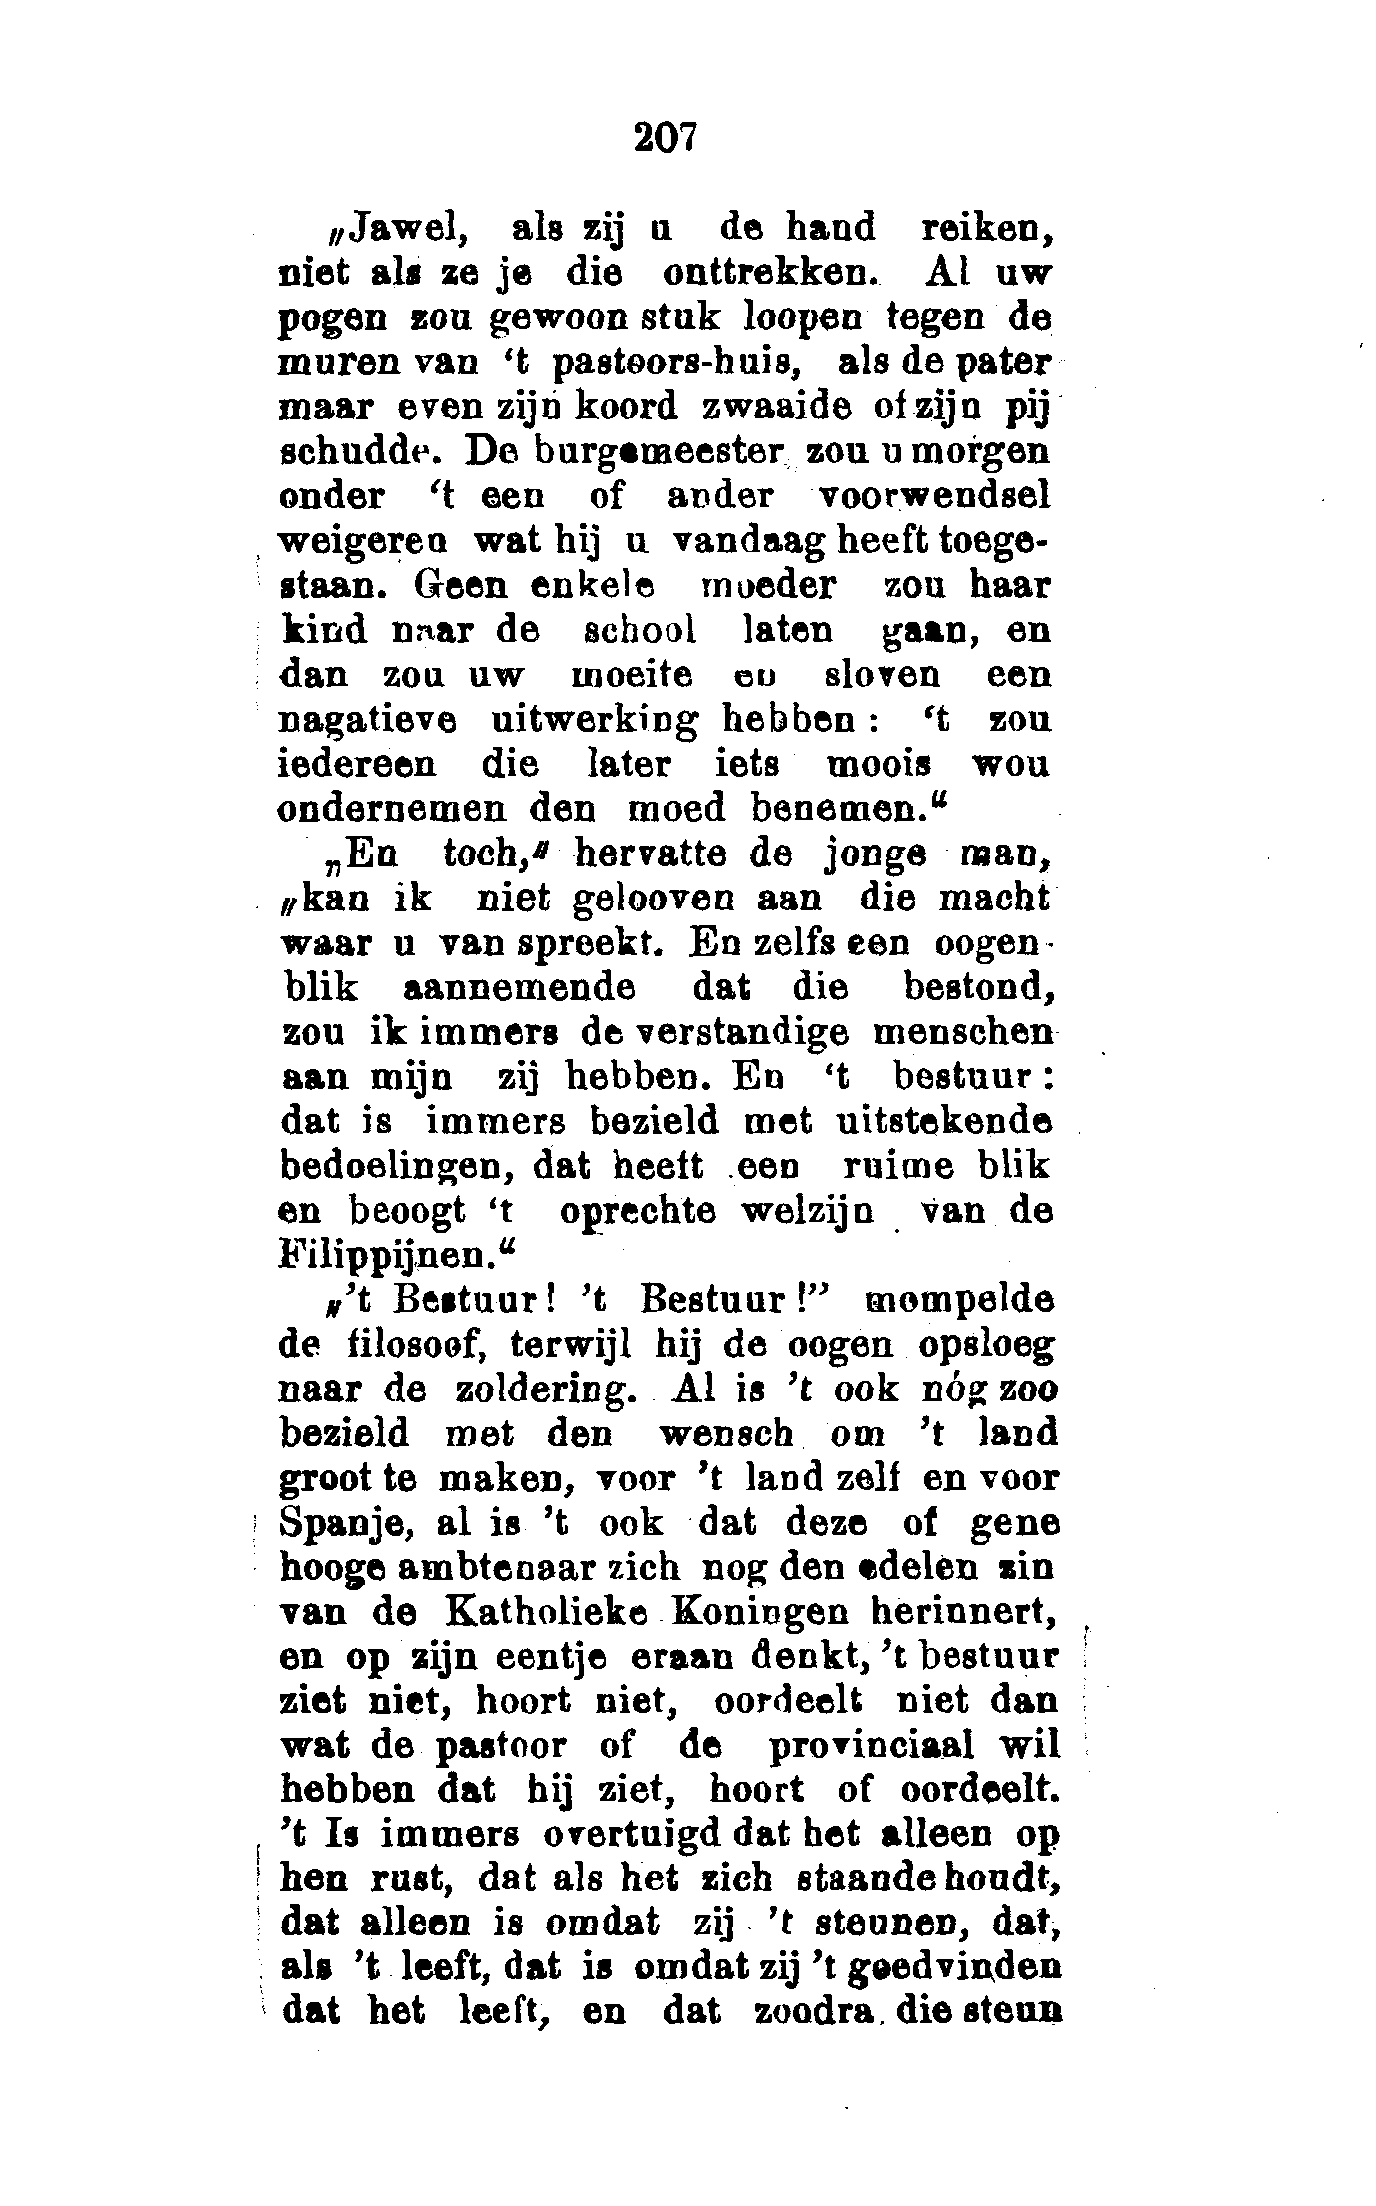 207
„Jawel, als zij u de hand reiken,
niet als ze je die onttrekken. Al uw
pogen zou gewoon stuk loopen tegen de
muren van ‘t pastoors-huis, als de pater
maar even zijn koord zwaaide of zijn pij
schudde. De burgemeester zou u morgen
onder ‘t een of ander voorwendsel
weigeren wat hij u vandaag heeft toege-
staan. Geen enkele moeder zou haar
kind naar de school laten gaan, en
dan zou uw moeite en sloven een
nagatieve uitwerking hebben : ‘t zou
iedereen die later iets moois wou
ondernemen den moed benemen.“
„En toch,“ hervatte de jonge man,
„kan ik niet gelooven aan die macht
waar u van spreekt. En zelfs een oogen-
blik aannemende dat die bestond,
zou ik immers de verstandige menschen
aan mijn zij hebben. En ‘t bestuur :
dat is immers bezield met uitstekende
bedoelingen, dat heeft een ruime blik
en beoogt ‘t oprechte welzijn van de
Filippijnen.“
„’t Bestuur! ’t Bestuur!” mompelde
de filosoof, terwijl hij de oogen opsloeg
naar de zoldering. Al is ’t ook nóg zoo
bezield met den wensch om ’t land
groot te maken, voor ’t land zelf en voor
Spanje, al is ’t ook dat deze of gene
hooge ambtenaar zich nog den edelen zin
van de Katholieke Koningen herinnert,
en op zijn eentje eraan denkt, ’t bestuur
ziet niet, hoort niet, oordeelt niet dan
wat de pastoor of de provinciaal wil
hebben dat hij ziet, hoort of oordeelt.
’t Is immers overtuigd dat het alleen op
hen rust, dat als het zich staande houdt,
dat alleen is omdat zij ’t steunen, dat,
als ’t leeft, dat is omdat zij ’t goedvinden
dat het leeft, en dat zoodra die steun